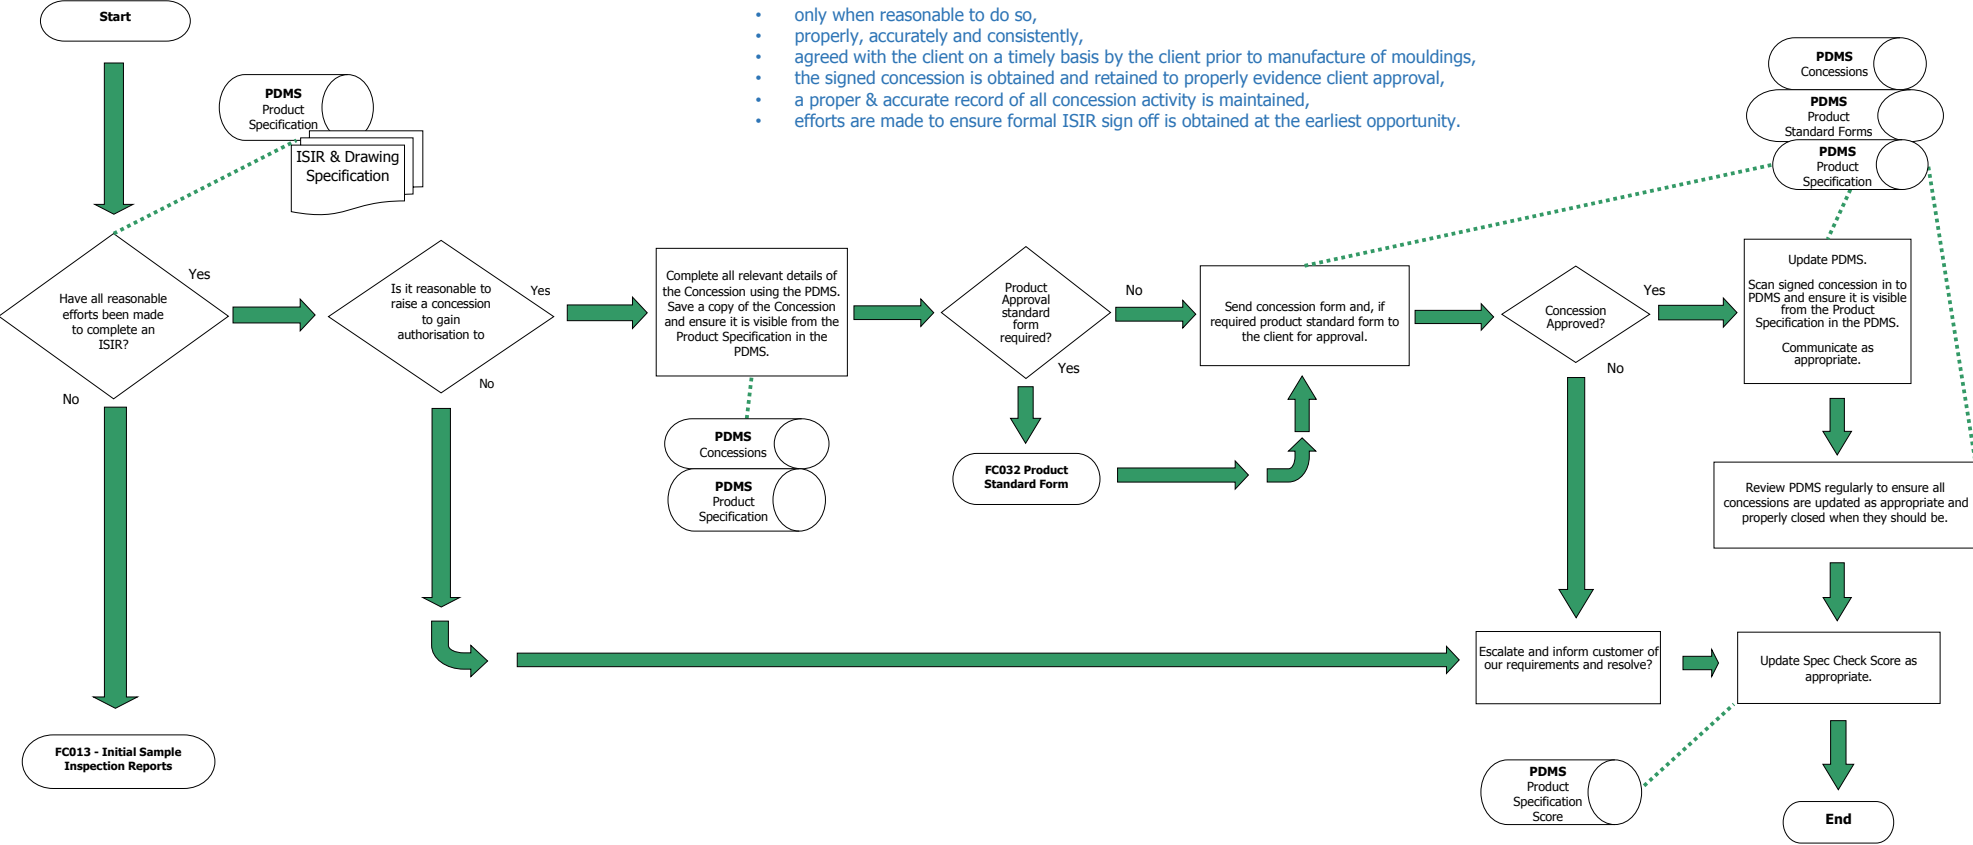 Start
• only when reasonable to do so,
• properly, accurately and consistently,
• agreed with the client on a timely basis by the client prior to manufacture of mouldings,
• the signed concession is obtained and retained to properly evidence client approval,
• a proper & accurate record of all concession activity is maintained,
• efforts are made to ensure formal ISIR sign off is obtained at the earliest opportunity.
PDMS
Concessions
PDMS
Product
Standard Forms
PDMS
Product
Specification
PDMS
Product
Specification
ISIR & Drawing
Specification
Have all reasonable
efforts been made
to complete an
ISIR?
Yes
No
Is it reasonable to
raise a concession
to gain
authorisation to
Yes
No
Complete all relevant details of
the Concession using the PDMS.
Save a copy of the Concession
and ensure it is visible from the
Product Specification in the
PDMS.
PDMS
Concessions
PDMS
Product
Specification
Product
Approval
standard
form
required?
No
Yes
FC032 Product
Standard Form
Send concession form and, if
required product standard form to
the client for approval.
Concession
Approved?
Yes
No
Update PDMS.
Scan signed concession in to
PDMS and ensure it is visible
from the Product
Specification in the PDMS.
Communicate as
appropriate.
Review PDMS regularly to ensure all
concessions are updated as appropriate and
properly closed when they should be.
Escalate and inform customer of
our requirements and resolve?
Update Spec Check Score as
appropriate.
FC013 - Initial Sample
Inspection Reports
PDMS
Product
Specification
Score
End